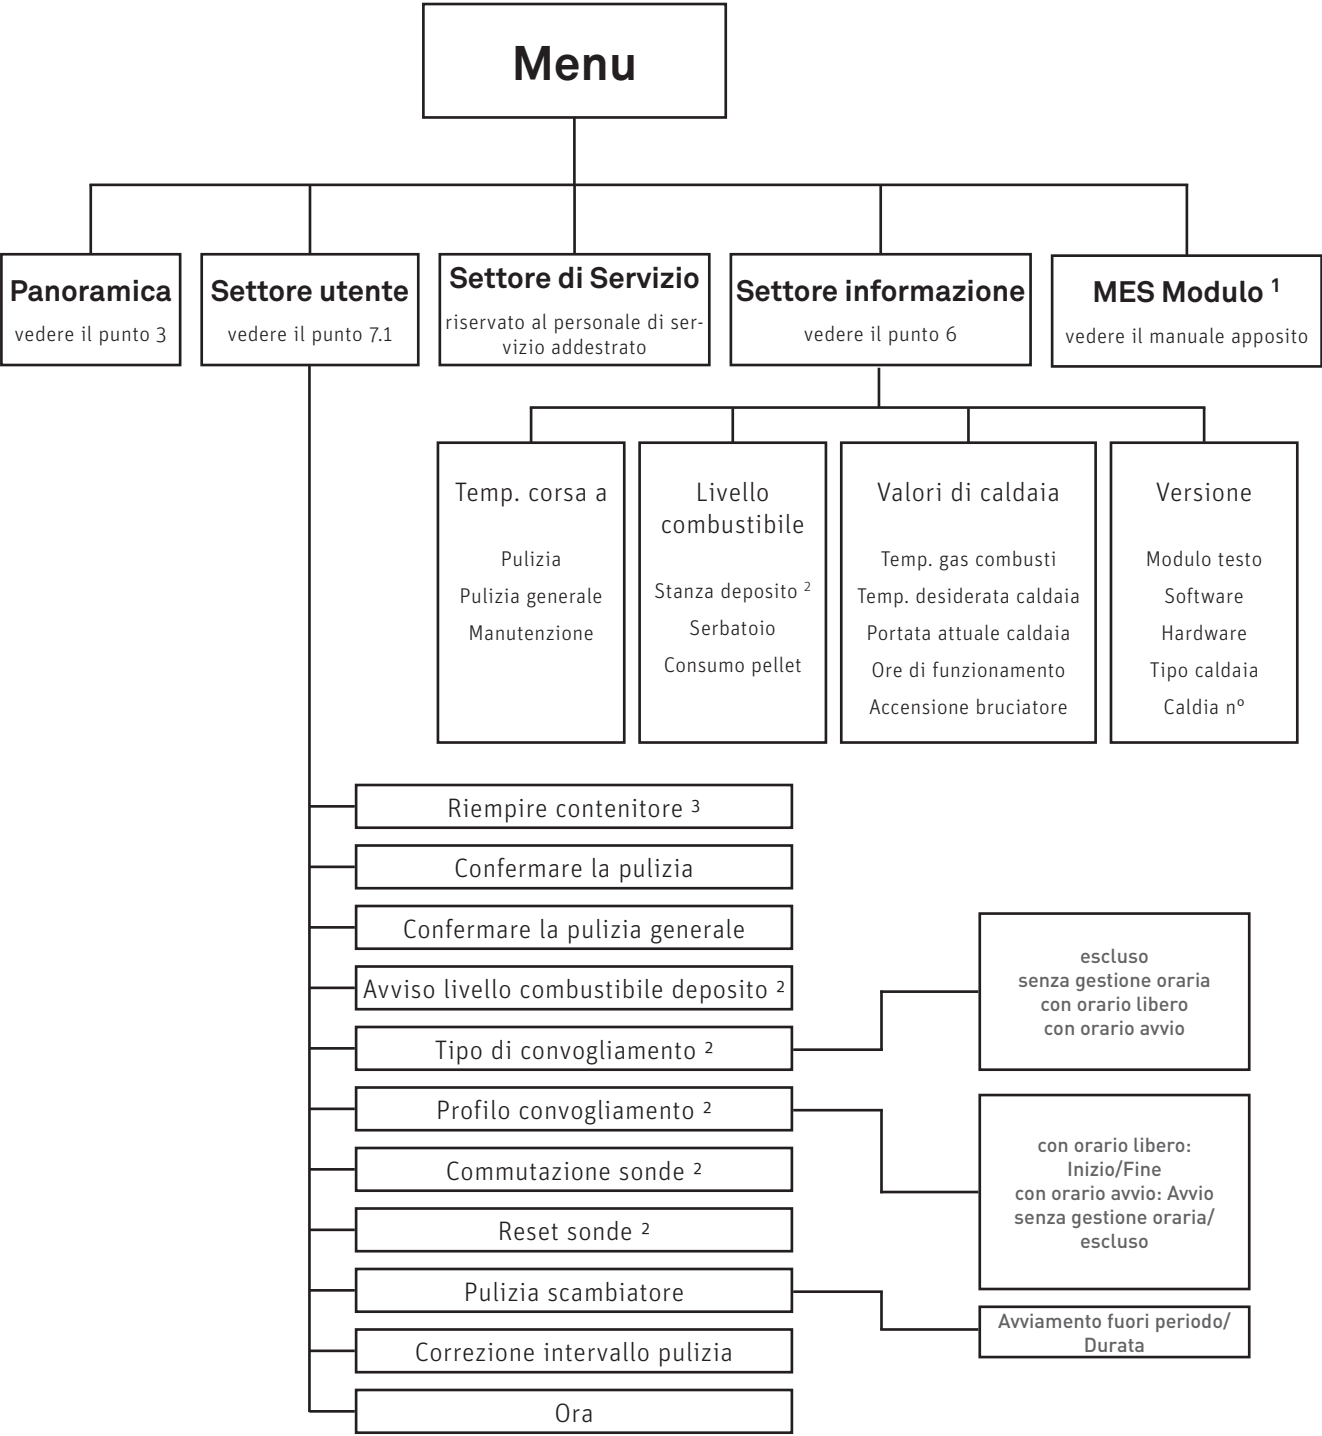 Menu
Panoramica
vedere il punto 3
Settore utente
vedere il punto 7.1
Settore di Servizio
riservato al personale di ser-
vizio addestrato
Settore informazione
vedere il punto 6
MES Modulo ¹
vedere il manuale apposito
Temp. corsa a
Pulizia
Pulizia generale
Manutenzione
Livello
combustibile
Stanza deposito ²
Serbatoio
Consumo pellet
Valori di caldaia
Temp. gas combusti
Temp. desiderata caldaia
Portata attuale caldaia
Ore di funzionamento
Accensione bruciatore
Versione
Modulo testo
Software
Hardware
Tipo caldaia
Caldia nº
Riempire contenitore ³
Confermare la pulizia
Confermare la pulizia generale
Avviso livello combustibile deposito ²
Tipo di convogliamento ²
escluso
senza gestione oraria
con orario libero
con orario avvio
Profilo convogliamento ²
con orario libero:
Inizio/Fine
con orario avvio: Avvio
senza gestione oraria/
escluso
Commutazione sonde ²
Reset sonde ²
Pulizia scambiatore
Avviamento fuori periodo/
Durata
Correzione intervallo pulizia
Ora